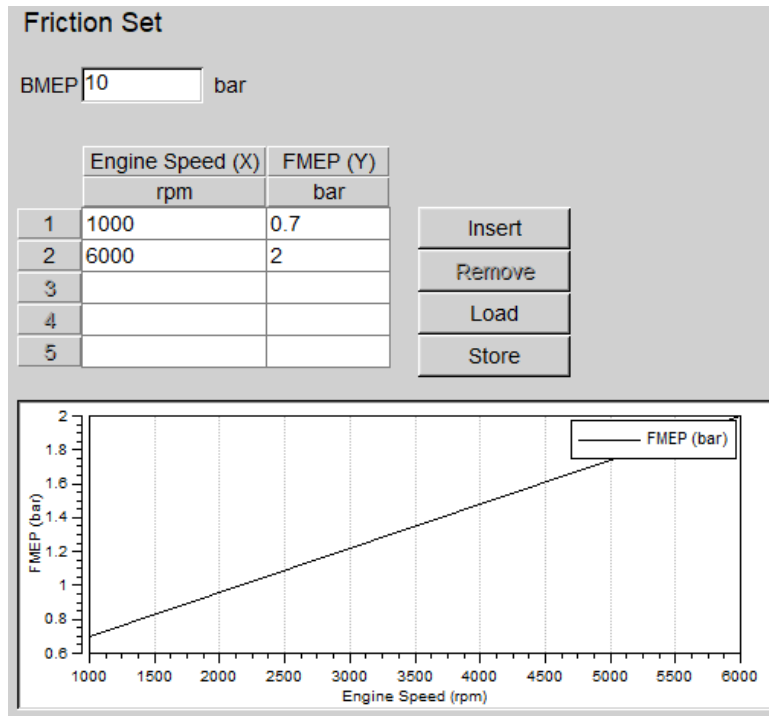 Friction Set
BMEP 10 bar
Engine Speed (X) FMEP (Y)
rpm bar
1 1000 0.7
2 6000 2
3
4
5
Insert
Remove
Load
Store
FMEP (bar)
2
1.8
1.6
1.4
1.2
1
0.8
0.6
FMEP (bar)
1000 1500 2000 2500 3000 3500 4000 4500 5000 5500 6000
Engine Speed (rpm)